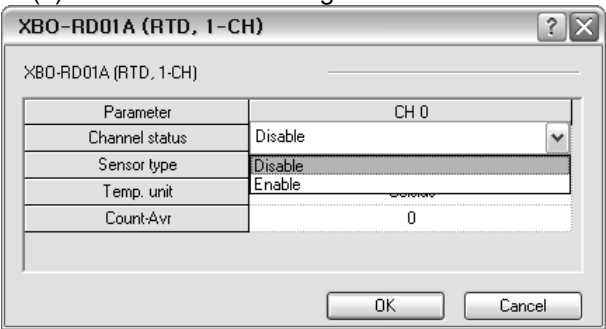 XBO-RD01A (RTD, 1-CH)
XBO-RD01A (RTD, 1-CH)
Parameter CH 0
Channel status Disable
Sensor type Disable
Enable
Temp. unit
Count-Avr 0
OK Cancel